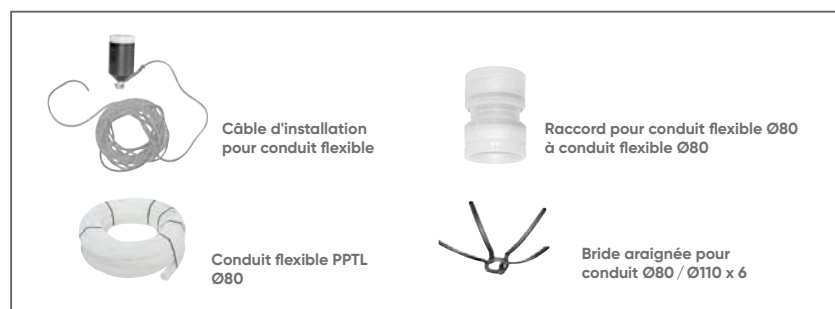 Câble d'installation
pour conduit flexible
Raccord pour conduit flexible Ø80
à conduit flexible Ø80
Conduit flexible PPTL
Ø80
Bride araignée pour
conduit Ø80 / Ø110 x 6